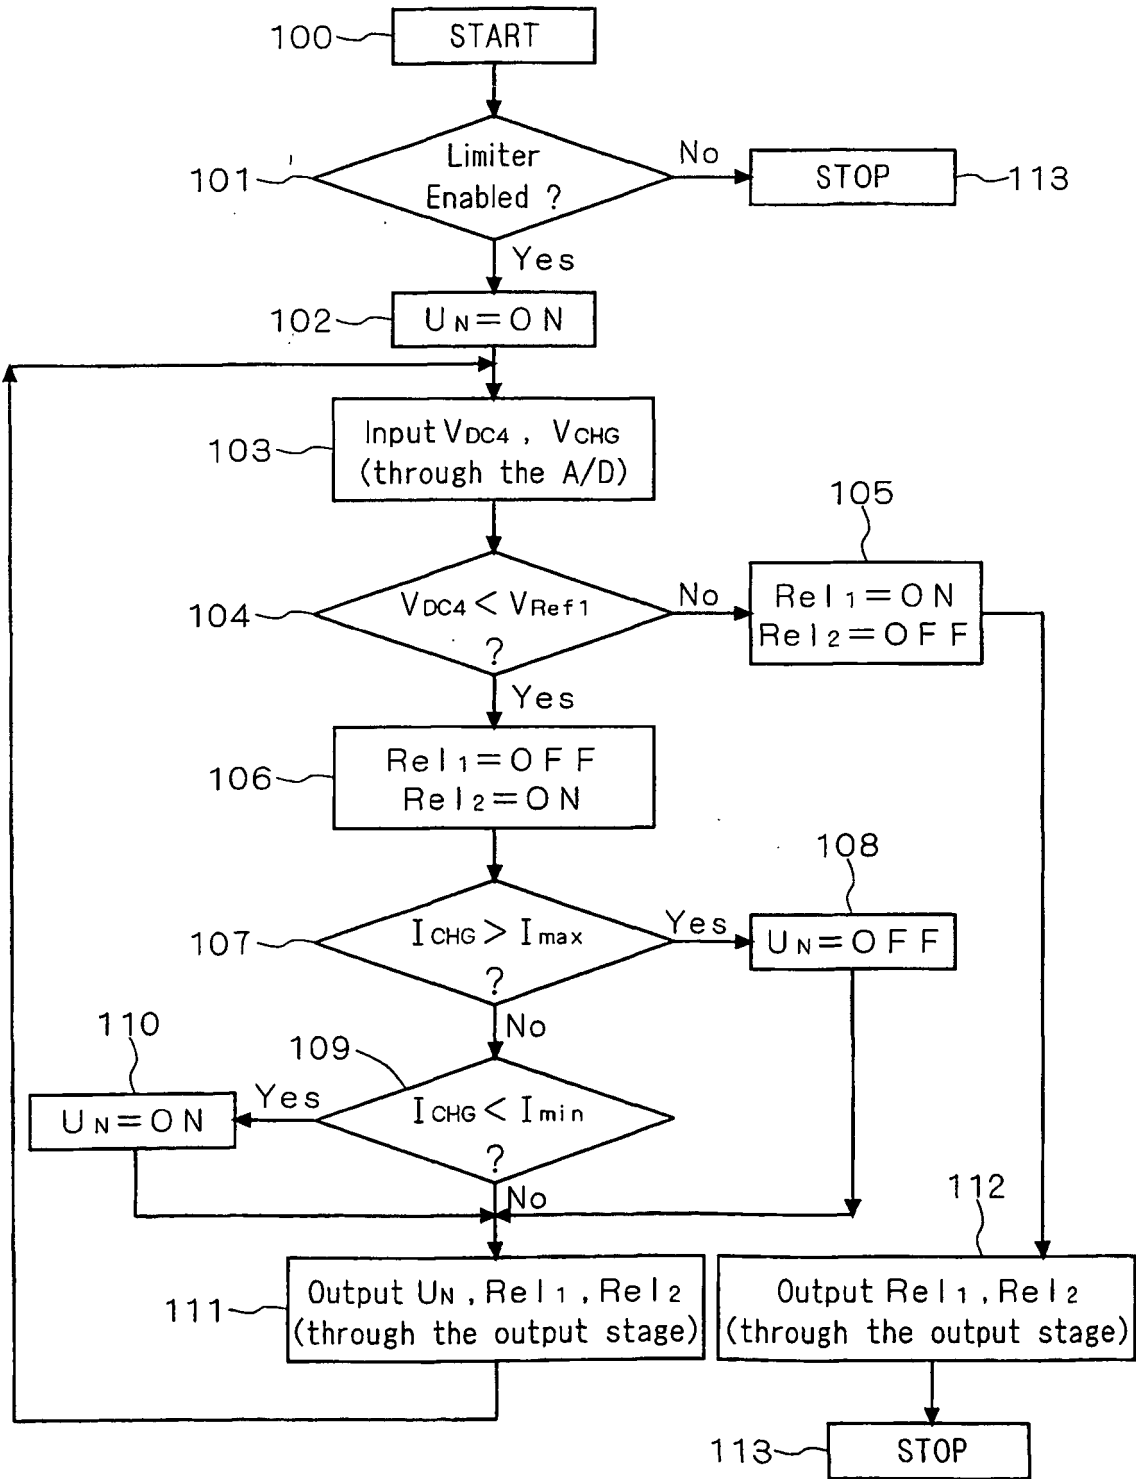 100
START
101
Limiter
Enabled ?
No
STOP
113
Yes
102
UN=ON
103
Input VDC4 , VCHG
(through the A/D)
104
VDC4 < VRef1
?
No
105
Rel1=ON
Rel2=OFF
Yes
106
Rel1=OFF
Rel2=ON
107
ICHG > Imax
?
Yes
108
UN=OFF
No
109
ICHG < Imin
?
Yes
110
UN=ON
No
111
Output UN , Rel1 , Rel2
(through the output stage)
112
Output Rel1 , Rel2
(through the output stage)
113
STOP